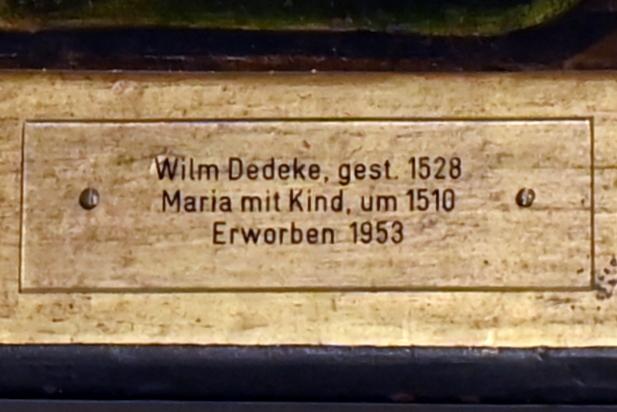 Wilm Dedeke, gest. 1528
Maria mit Kind, um 1510
Erworben 1953